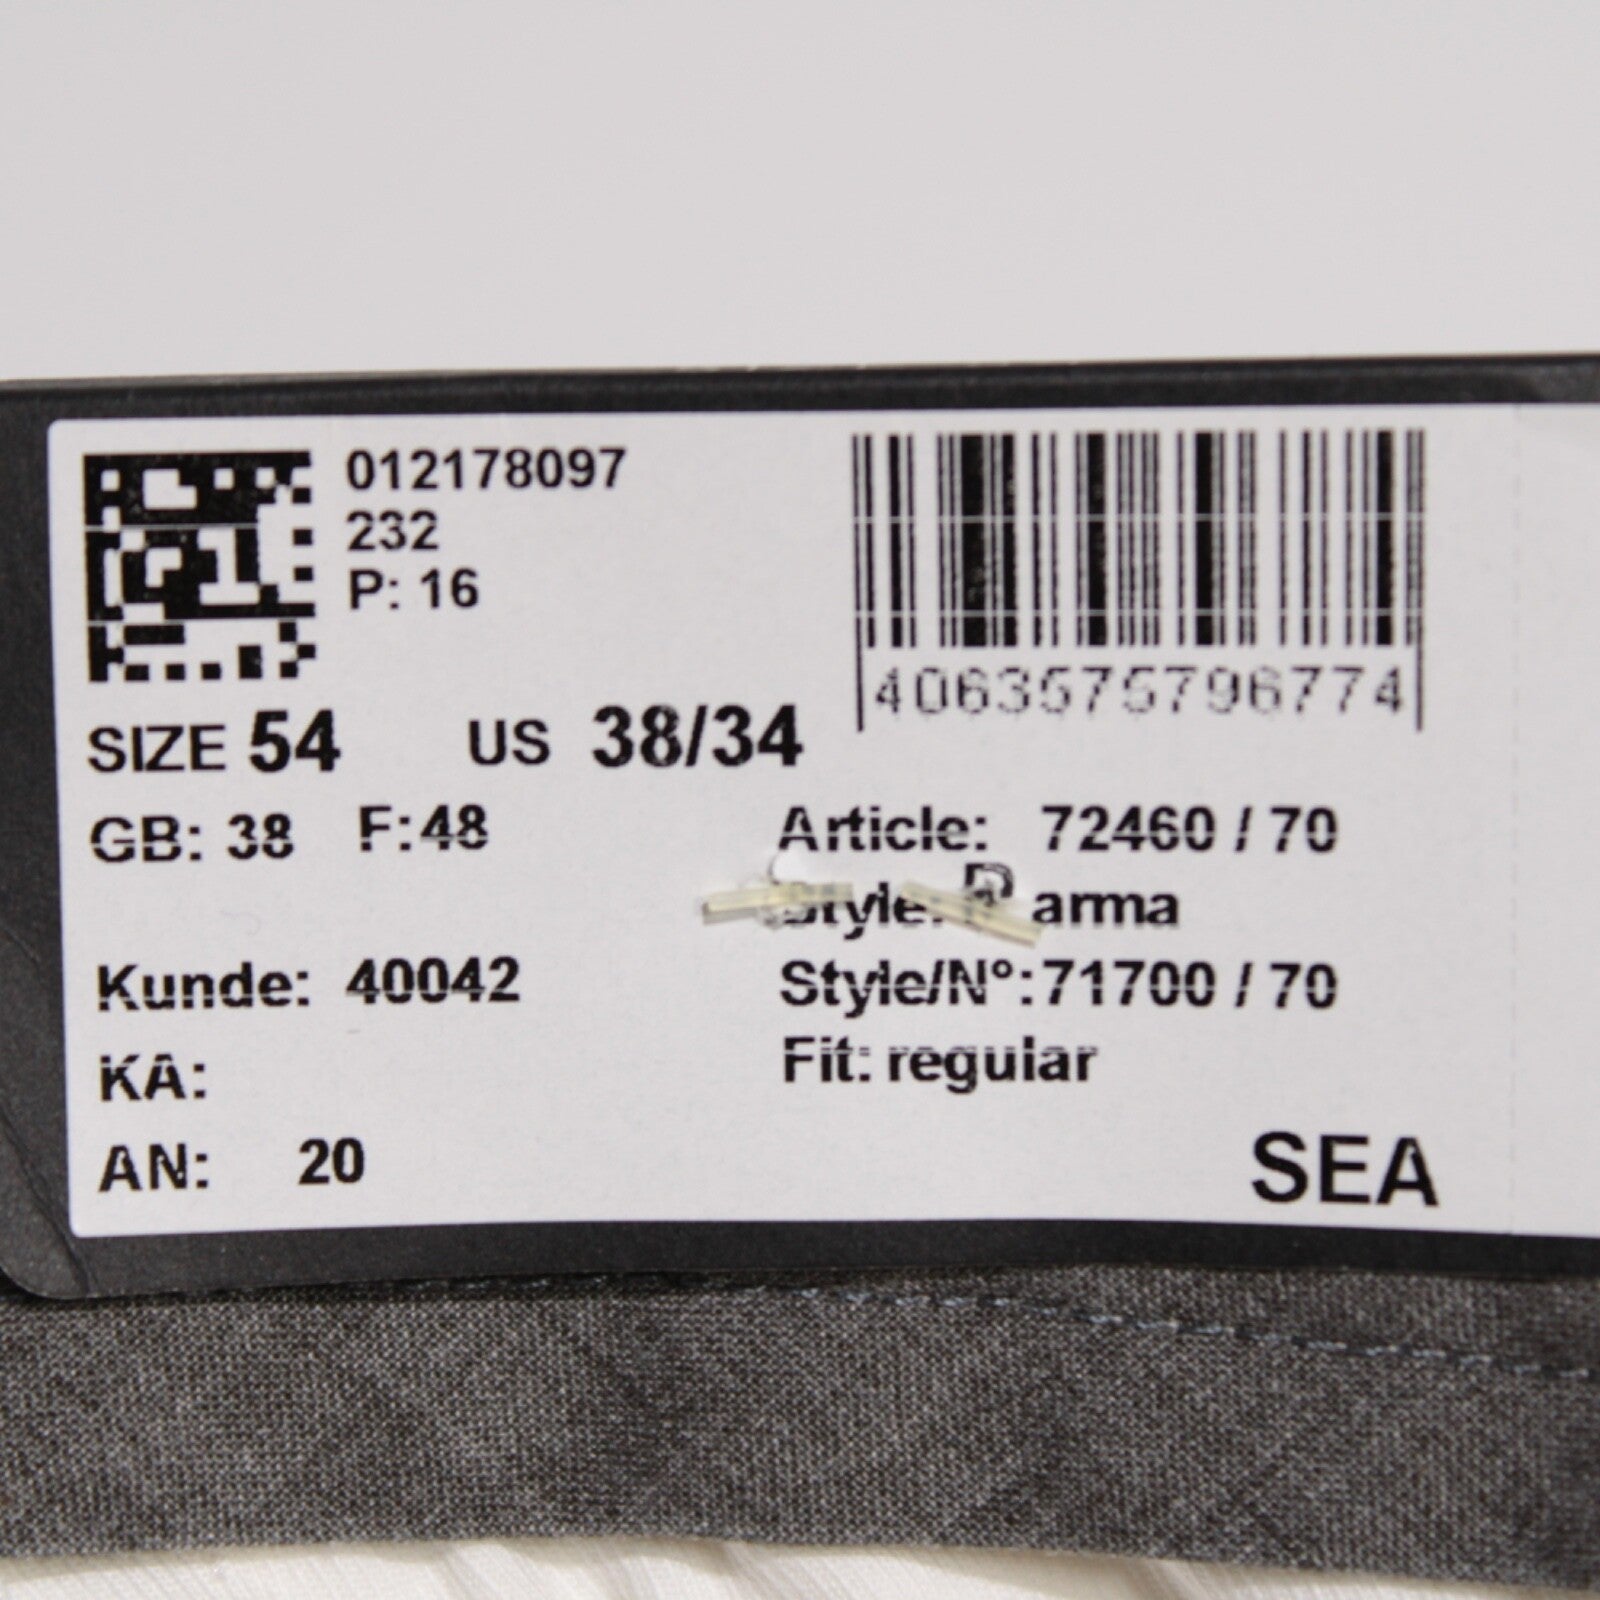 012178097
232
P: 16
4063575796774
SIZE 54 US 38/34
GB: 38 F: 48
Article: 72460 / 70
Style: Parma
Kunde: 40042
Style/N°: 71700 / 70
KA:
Fit: regular
AN: 20
SEA